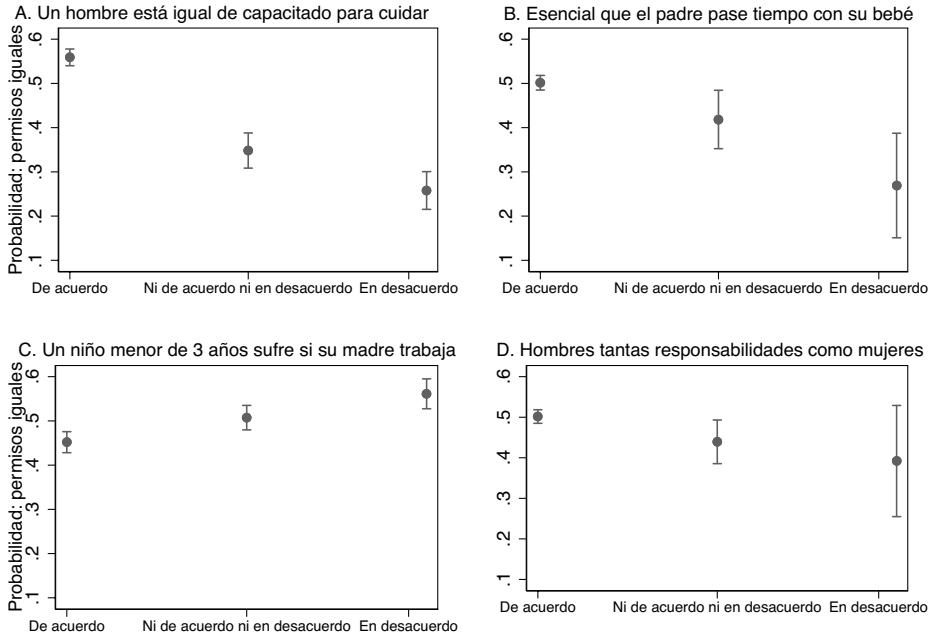 A. Un hombre está igual de capacitado para cuidar
Probabilidad: permisos iguales
.6
.5
.4
.3
.2
.1
De acuerdo
Ni de acuerdo ni en desacuerdo
En desacuerdo
B. Esencial que el padre pase tiempo con su bebé
.6
.5
.4
.3
.2
.1
De acuerdo
Ni de acuerdo ni en desacuerdo
En desacuerdo
C. Un niño menor de 3 años sufre si su madre trabaja
Probabilidad: permisos iguales
.6
.5
.4
.3
.2
.1
De acuerdo
Ni de acuerdo ni en desacuerdo
En desacuerdo
D. Hombres tantas responsabilidades como mujeres
.6
.5
.4
.3
.2
.1
De acuerdo
Ni de acuerdo ni en desacuerdo
En desacuerdo